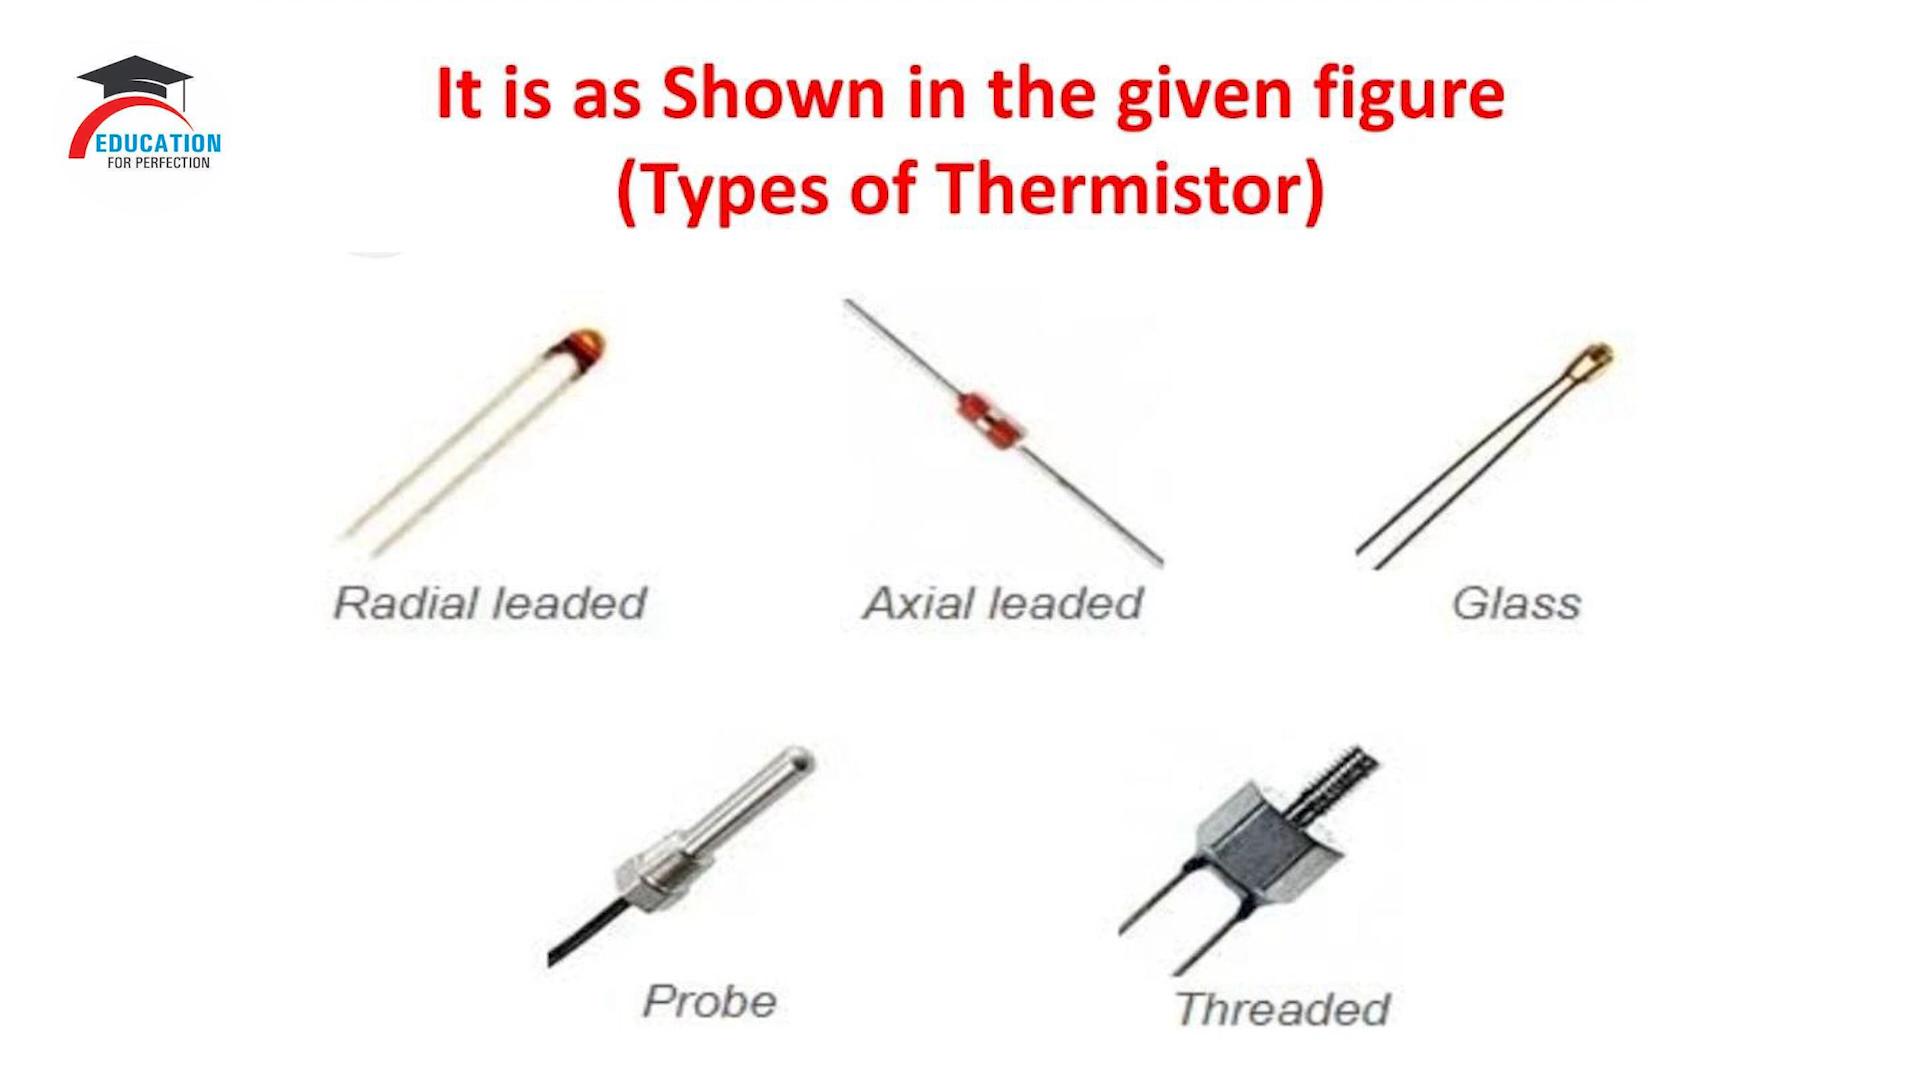 EDUCATION
FOR PERFECTION
It is as Shown in the given figure
(Types of Thermistor)
Radial leaded
Axial leaded
Glass
Probe
Threaded